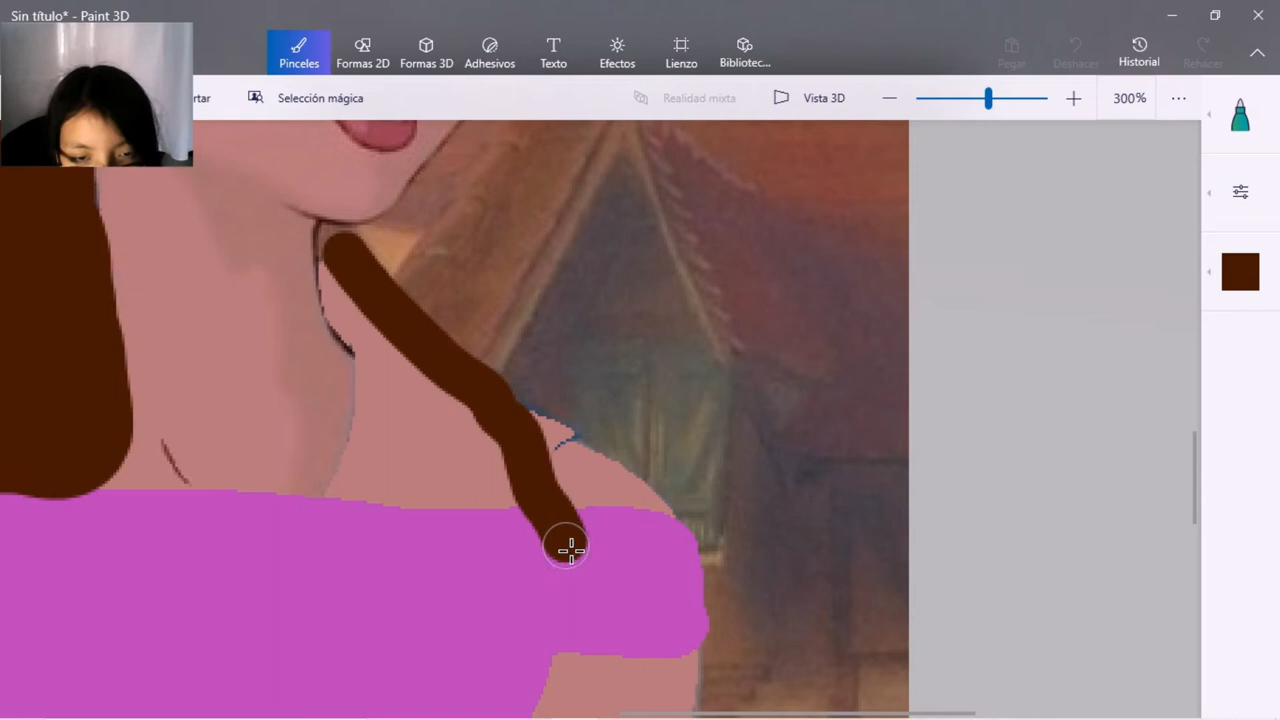 Sin título* - Paint 3D
Pinceles Formas 2D Formas 3D Adhesivos Texto Efectos Lienzo Bibliotec... Pegar Deshacer Historial Rehacer
rtar Selección mágica Realidad mixta Vista 3D 300%